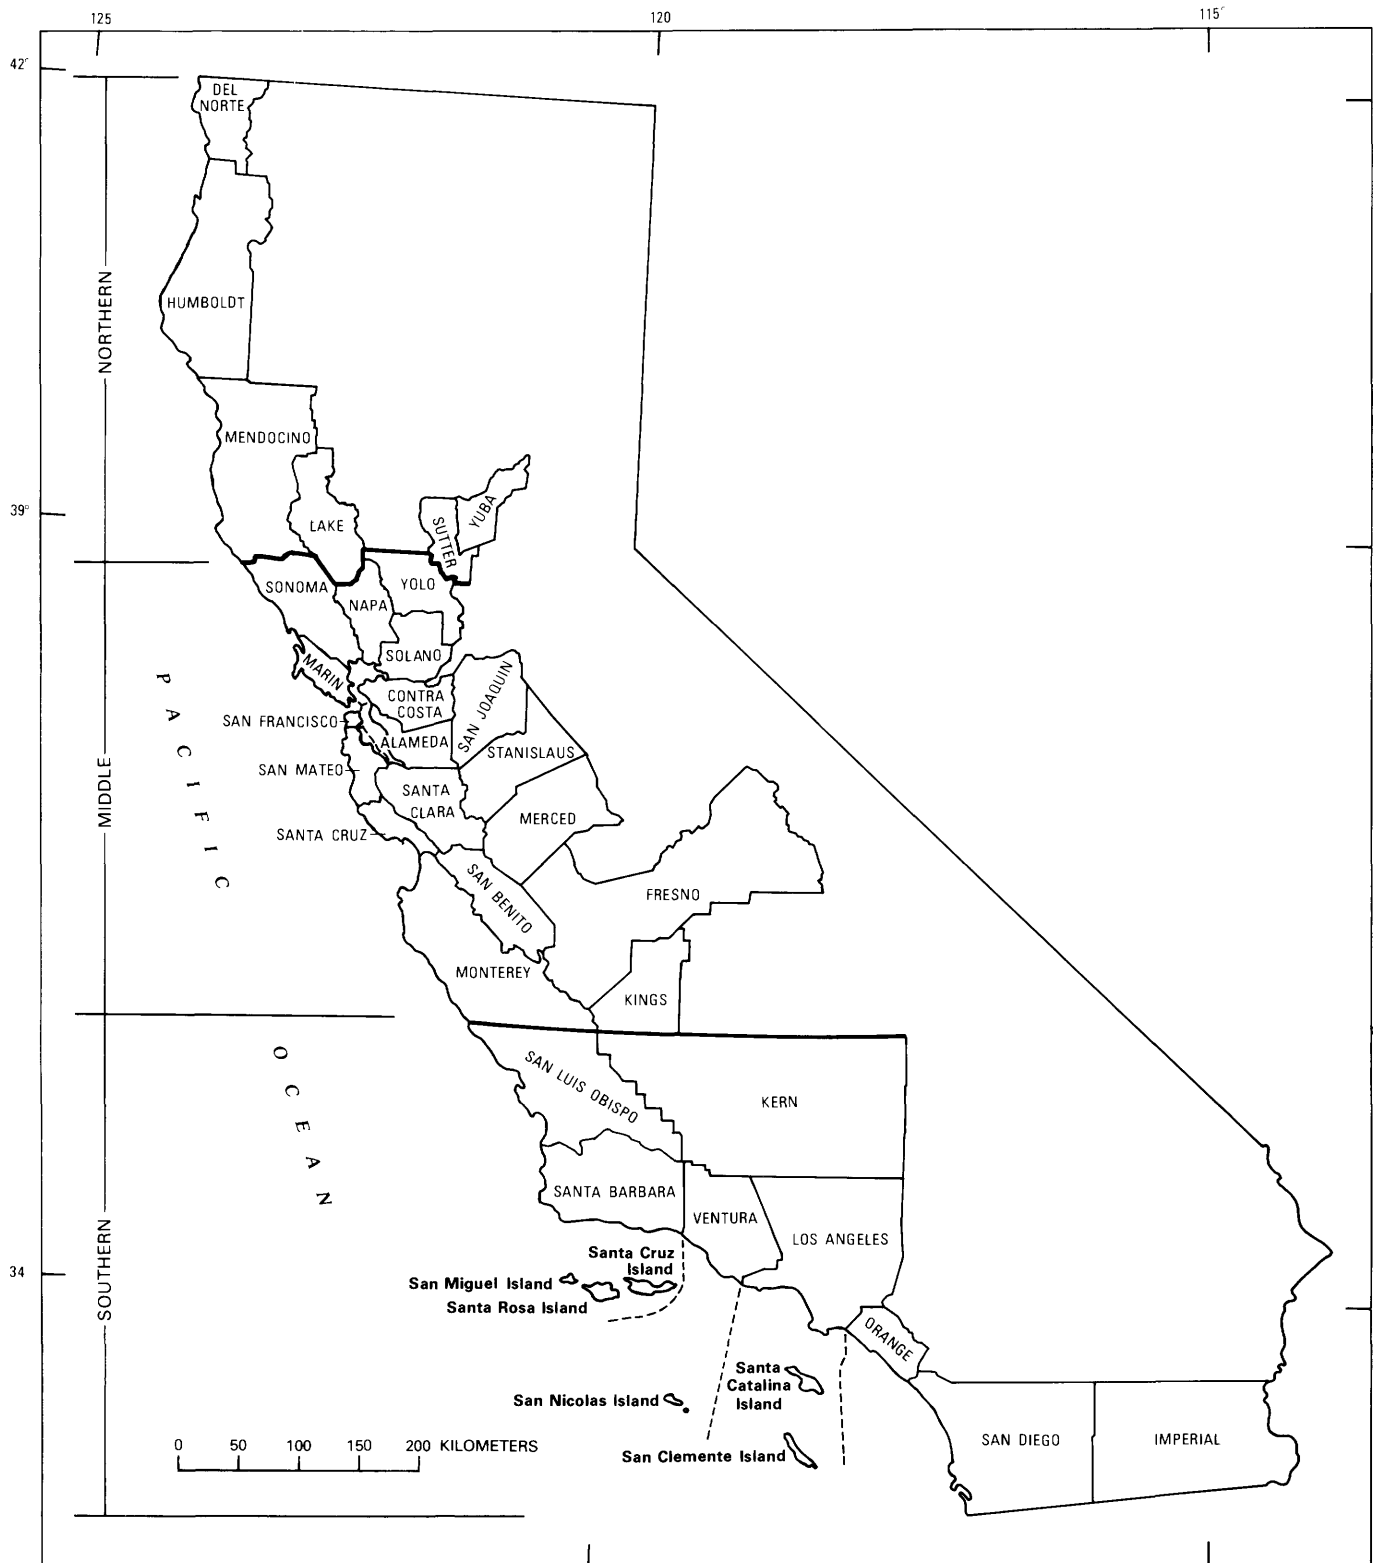 125
120
115°
42°
DEL
NORTE
HUMBOLDT
NORTHERN
MENDOCINO
39°
LAKE
SUTTER
YUBA
SONOMA
NAPA
YOLO
SOLANO
MARIN
CONTRA
COSTA
SAN JOAQUIN
SAN FRANCISCO
ALAMEDA
STANISLAUS
SAN MATEO
SANTA
CLARA
MERCED
SANTA CRUZ
MIDDLE
PACIFIC
SAN BENITO
FRESNO
MONTEREY
KINGS
OCEAN
SAN LUIS OBISPO
KERN
SANTA BARBARA
VENTURA
LOS ANGELES
SOUTHERN
34
Santa Cruz
Island
San Miguel Island
Santa Rosa Island
ORANGE
Santa
Catalina
Island
San Nicolas Island
San Clemente Island
SAN DIEGO
IMPERIAL
0 50 100 150 200 KILOMETERS